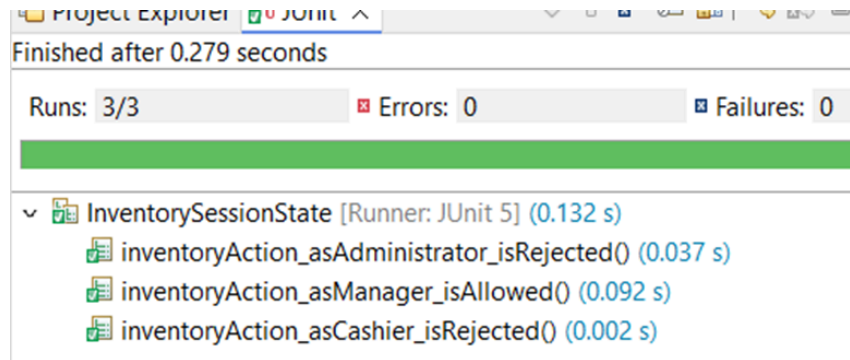 Project Explorer JUnit
Finished after 0.279 seconds
Runs: 3/3 Errors: 0 Failures: 0
InventorySessionState [Runner: JUnit 5] (0.132 s)
inventoryAction_asAdministrator_isRejected() (0.037 s)
inventoryAction_asManager_isAllowed() (0.092 s)
inventoryAction_asCashier_isRejected() (0.002 s)